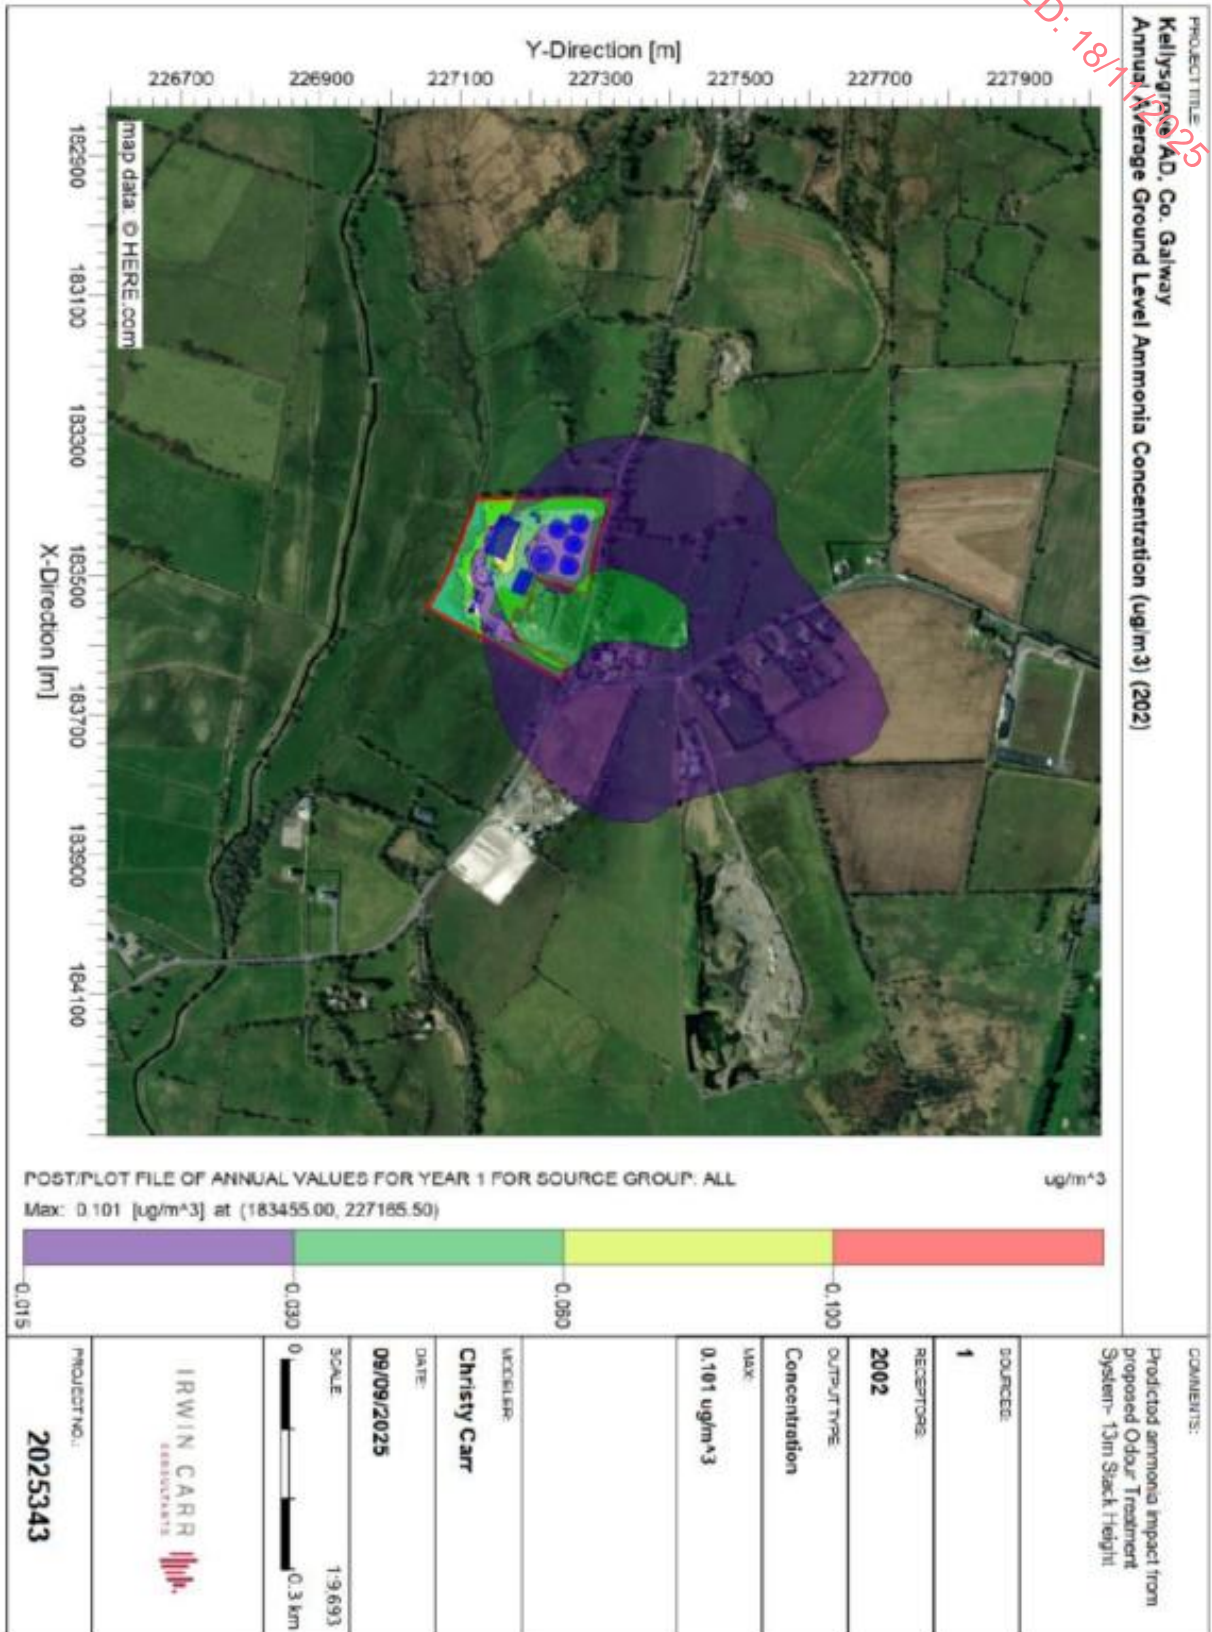 PROJECT TITLE:
Kellysgrove AD, Co. Galway
Annual Average Ground Level Ammonia Concentration (ug/m3) (202)
ED: 18/11/2025
Y-Direction [m]
226700
226900
227100
227300
227500
227700
227900
X-Direction [m]
182900
183100
183300
183500
183700
183900
184100
map data: © HERE.com
POST/PLOT FILE OF ANNUAL VALUES FOR YEAR 1 FOR SOURCE GROUP: ALL
ug/m^3
Max: 0.101 [ug/m^3] at (183455.00, 227165.50)
0.015
0.030
0.060
0.100
COMMENTS:
Predicted ammonia impact from
proposed Odour Treatment
System- 13m Stack Height
SOURCES:
1
RECEPTORS:
2002
OUTPUT TYPE:
Concentration
MAX:
0.101 ug/m^3
MODELER:
Christy Carr
DATE:
09/09/2025
SCALE:
1:9,693
0
0.3 km
IRWIN CARR
CONSULTANTS
PROJECT NO.:
2025343